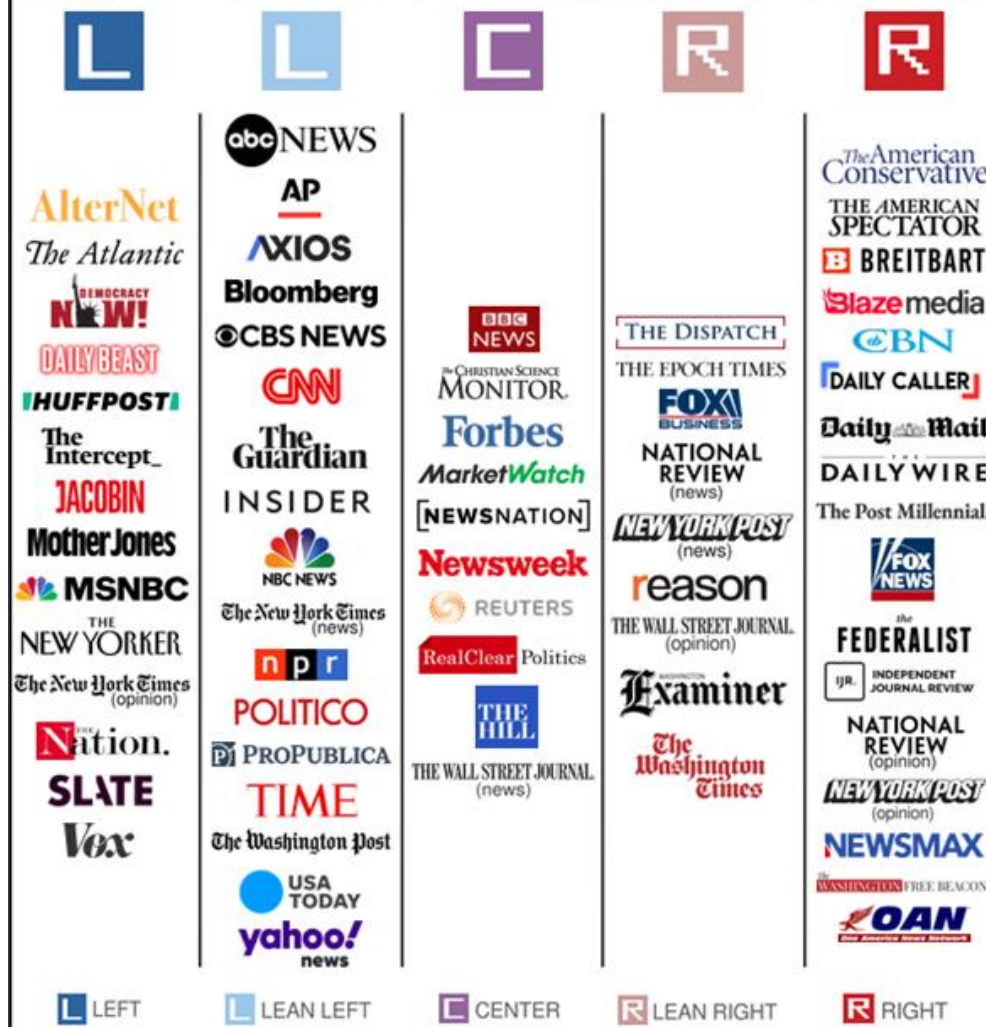 L
L
C
R
R
AlterNet
The Atlantic
DEMOCRACY
NOW!
DAILY BEAST
HUFFPOST
The
Intercept_
JACOBIN
Mother Jones
MSNBC
THE
NEW YORKER
The New York Times
(opinion)
THE
Nation.
SLATE
Vox
abc NEWS
AP
AXIOS
Bloomberg
CBS NEWS
CNN
The
Guardian
INSIDER
NBC NEWS
The New York Times
(news)
npr
POLITICO
PROPUBLICA
TIME
The Washington Post
USA
TODAY
yahoo!
news
BBC
NEWS
The CHRISTIAN SCIENCE
MONITOR
Forbes
MarketWatch
NEWSNATION
Newsweek
REUTERS
RealClear Politics
THE
HILL
THE WALL STREET JOURNAL.
(news)
THE DISPATCH
THE EPOCH TIMES
FOX
BUSINESS
NATIONAL
REVIEW
(news)
NEW YORK POST
(news)
reason
THE WALL STREET JOURNAL.
(opinion)
WASHINGTON
Examiner
The
Washington
Times
The American
Conservative
THE AMERICAN
SPECTATOR
B BREITBART
Blaze media
CBN
DAILY CALLER
Daily Mail
THE
DAILY WIRE
The Post Millennial
FOX
NEWS
the
FEDERALIST
IJR. INDEPENDENT
JOURNAL REVIEW
NATIONAL
REVIEW
(opinion)
NEW YORK POST
(opinion)
NEWSMAX
The
WASHINGTON FREE BEACON
OAN
One America News Network
L LEFT
L LEAN LEFT
C CENTER
R LEAN RIGHT
R RIGHT